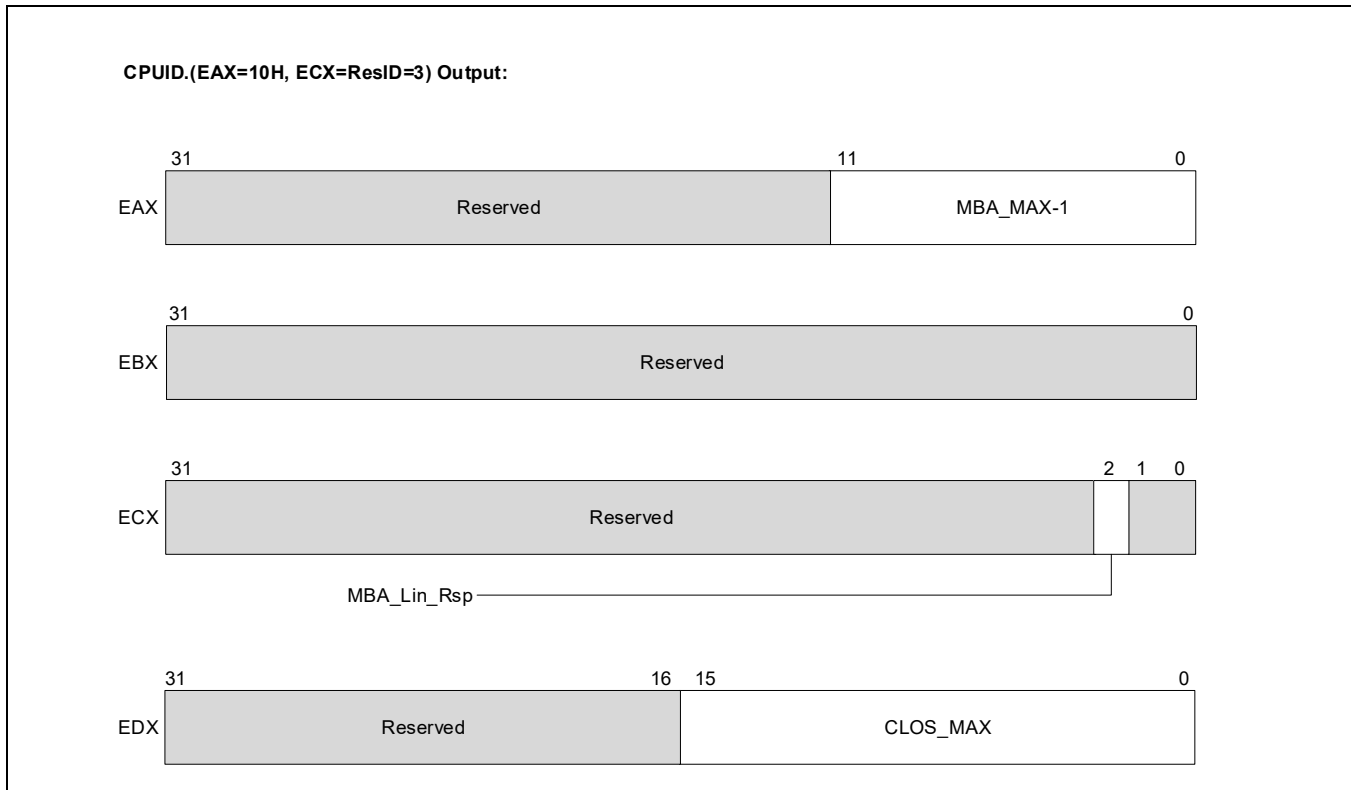 CPUID.(EAX=10H, ECX=ResID=3) Output:
31 11 0
EAX Reserved MBA_MAX-1
31 0
EBX Reserved
31 2 1 0
ECX Reserved
MBA_Lin_Rsp
31 16 15 0
EDX Reserved CLOS_MAX